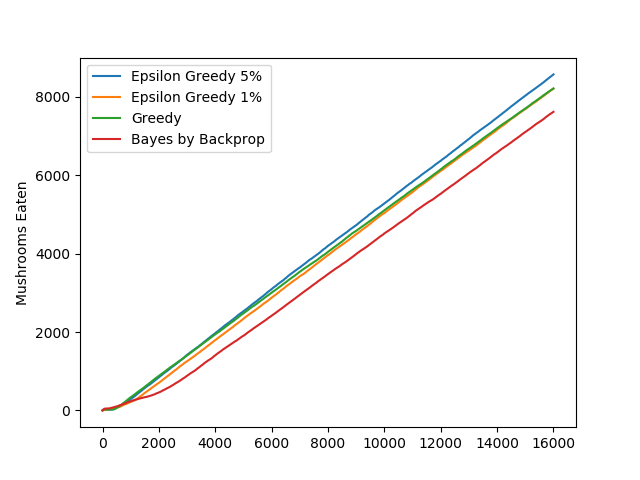 Epsilon Greedy 5%
Epsilon Greedy 1%
Greedy
Bayes by Backprop
Mushrooms Eaten
8000
6000
4000
2000
0
0 2000 4000 6000 8000 10000 12000 14000 16000